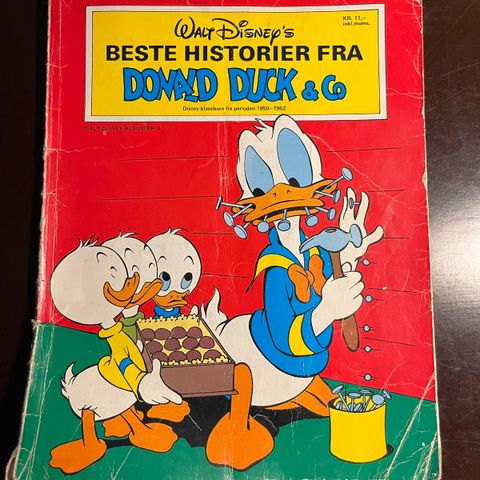 WALT DISNEY'S
BESTE HISTORIER FRA
DONALD DUCK & Co
Disney-klassikere fra perioden 1950-1962
KR. 11,-
inkl.moms.
WALT DISNEY-ALBUM NR. 4